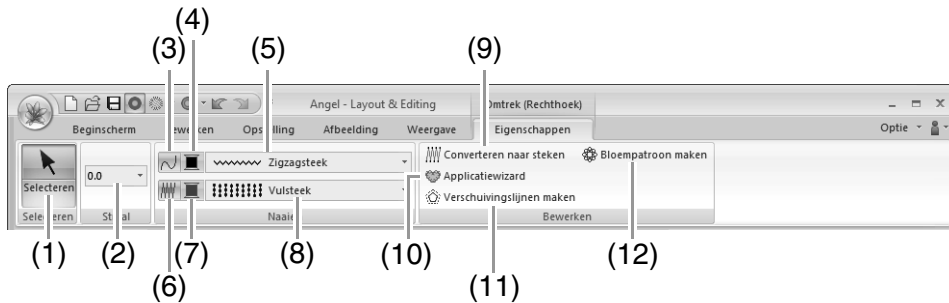 (4)
(3) (5) (9)
Angel - Layout & Editing Omtrek (Rechthoek)
Beginscherm Bewerken Opstelling Afbeelding Weergave Eigenschappen Optie
Selecteren 0.0 Zigzagsteek Converteren naar steken Bloempatroon maken
Vulsteek Applicatiewizard
Verschuivingslijnen maken
Selecteren Straal Naaien Bewerken
(10)
(1) (2) (7) (8) (12)
(6) (11)